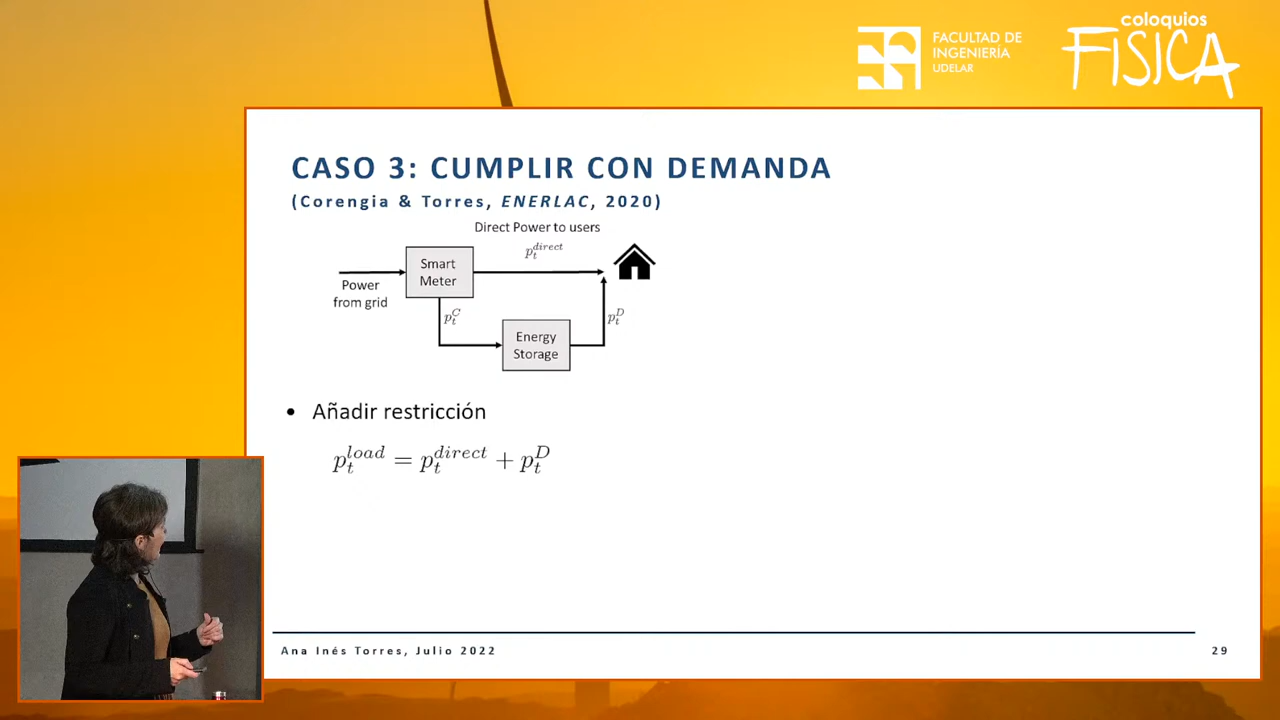 coloquios
FISICA
FACULTAD DE
INGENIERÍA
UDELAR
CASO 3: CUMPLIR CON DEMANDA
(Corengia & Torres, ENERLAC, 2020)
Direct Power to users
p_t^{direct}
Smart
Meter
Power
from grid
p_t^C
p_t^D
Energy
Storage
• Añadir restricción
p_t^{load} = p_t^{direct} + p_t^D
Ana Inés Torres, Julio 2022
29